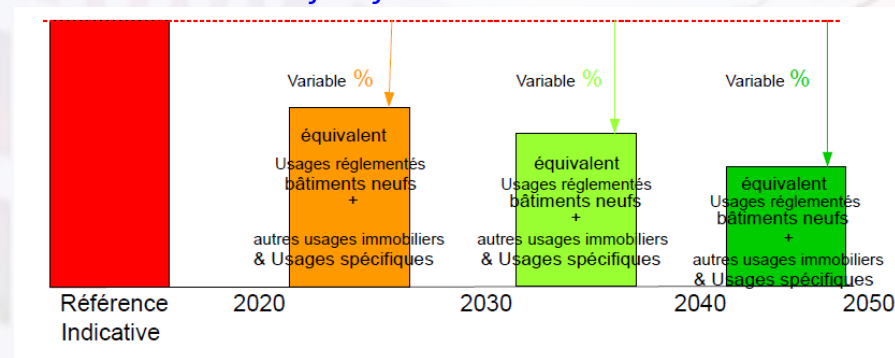 Variable %
Variable %
Variable %
équivalent
Usages réglementés
bâtiments neufs
+
autres usages immobiliers
& Usages spécifiques
équivalent
Usages réglementés
bâtiments neufs
+
autres usages immobiliers
& Usages spécifiques
équivalent
Usages réglementés
bâtiments neufs
+
autres usages immobiliers
& Usages spécifiques
Référence
Indicative
2020
2030
2040
2050